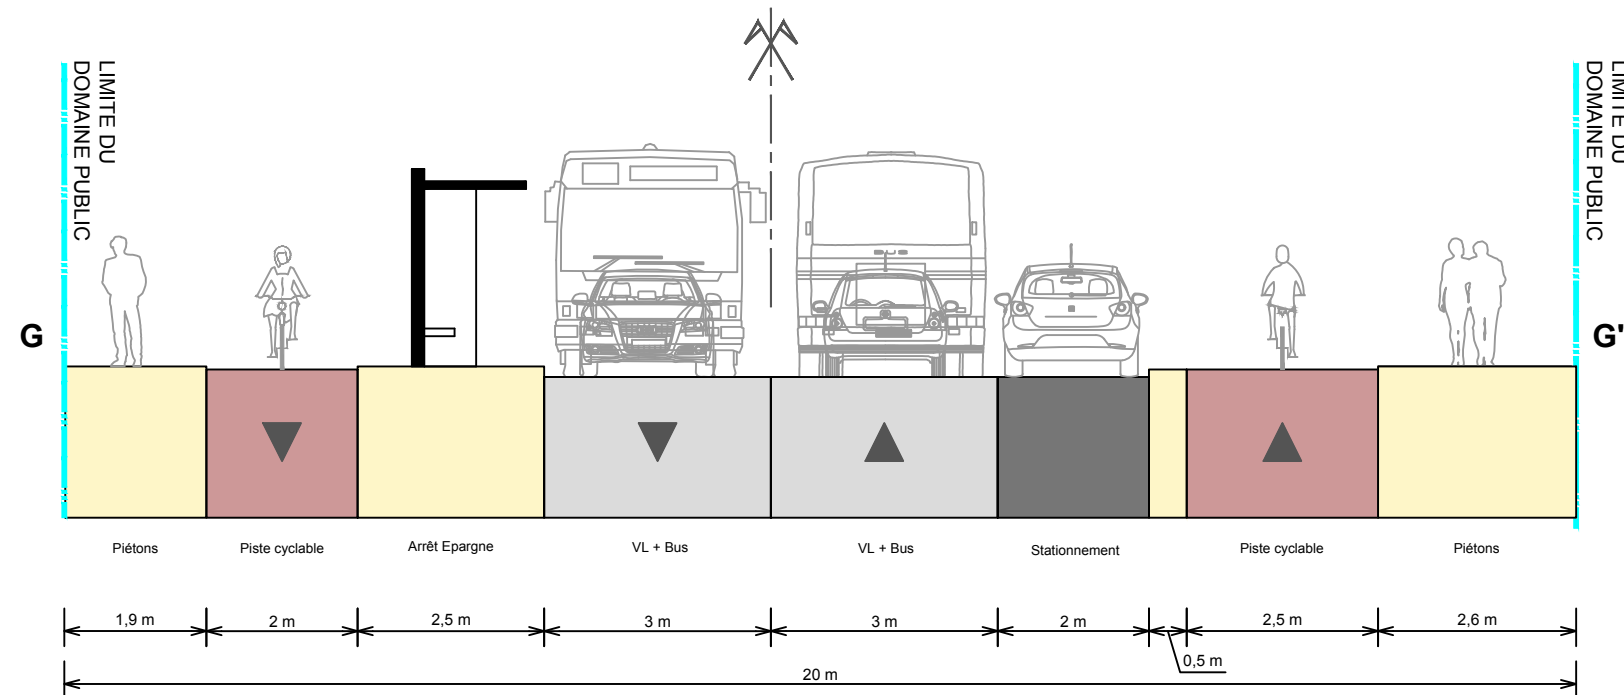 LIMITE DU
DOMAINE PUBLIC
LIMITE DU
DOMAINE PUBLIC
G
G'
Piétons
Piste cyclable
Arrêt Epargne
VL + Bus
VL + Bus
Stationnement
Piste cyclable
Piétons
1,9 m
2 m
2,5 m
3 m
3 m
2 m
0,5 m
2,5 m
2,6 m
20 m